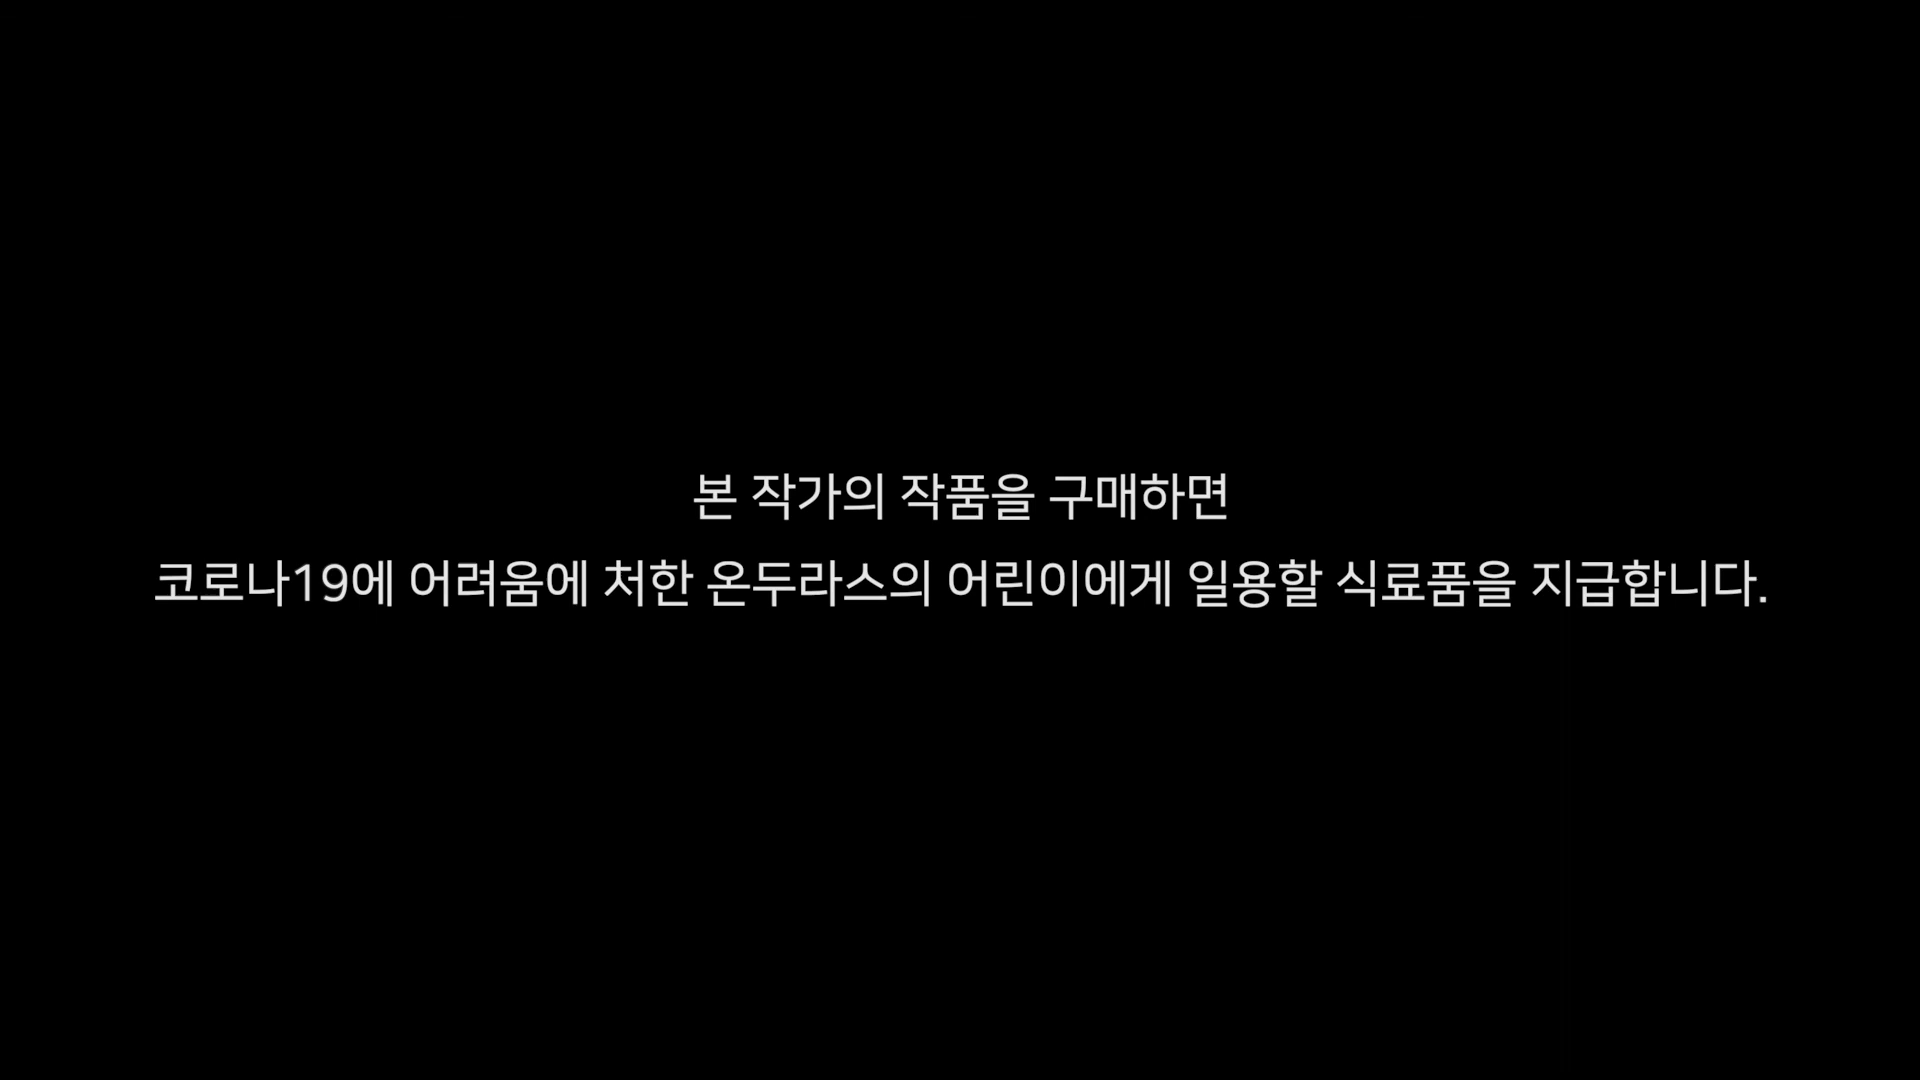 본 작가의 작품을 구매하면
코로나19에 어려움에 처한 온두라스의 어린이에게 일용할 식료품을 지급합니다.